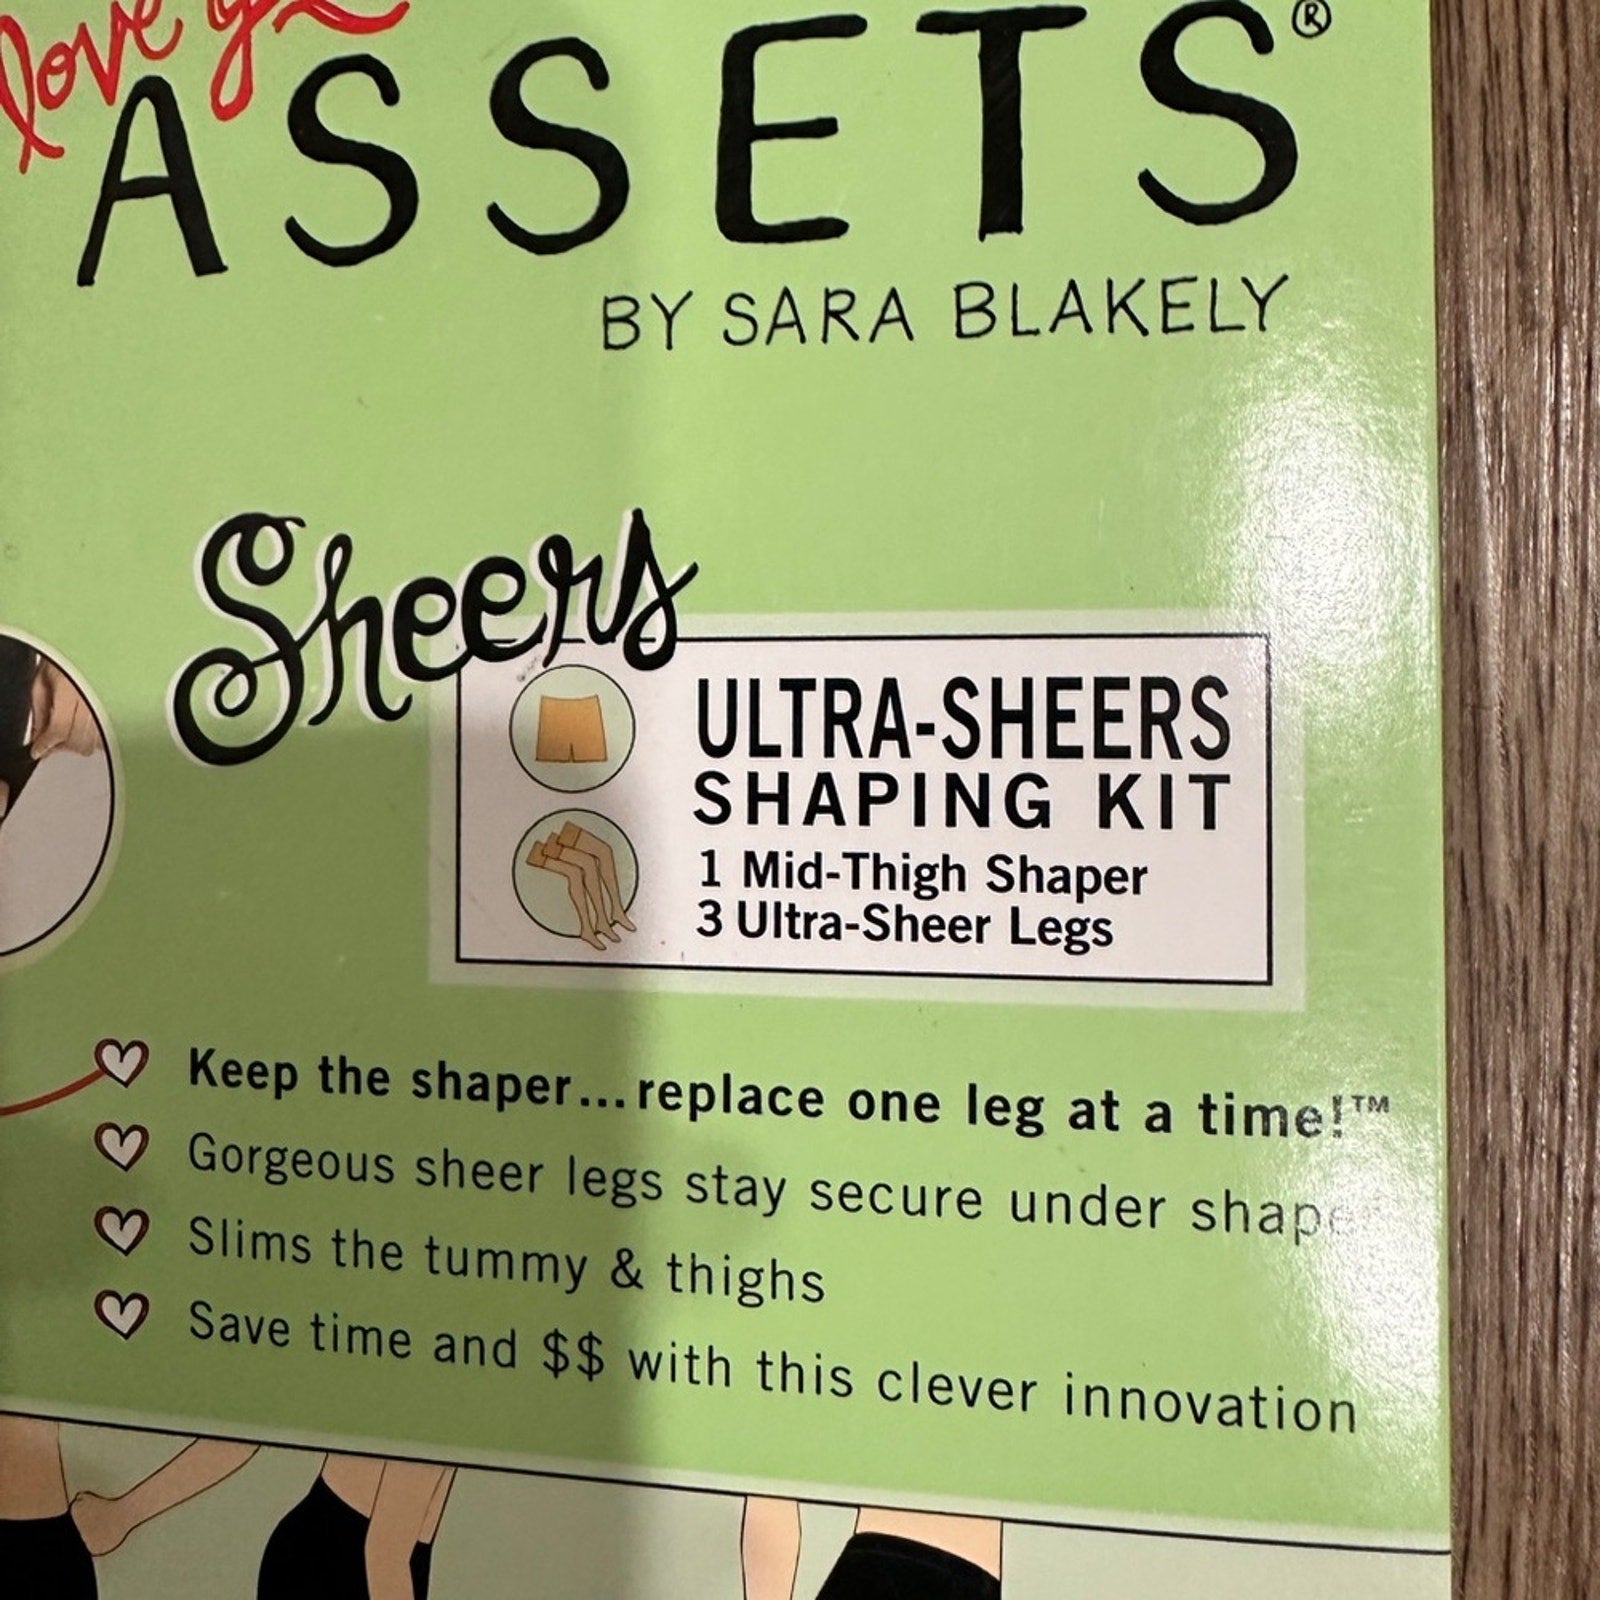 love
ASSETS®
BY SARA BLAKELY
Sheers
ULTRA-SHEERS
SHAPING KIT
1 Mid-Thigh Shaper
3 Ultra-Sheer Legs
Keep the shaper...replace one leg at a time!™
Gorgeous sheer legs stay secure under shaper
Slims the tummy & thighs
Save time and $$ with this clever innovation